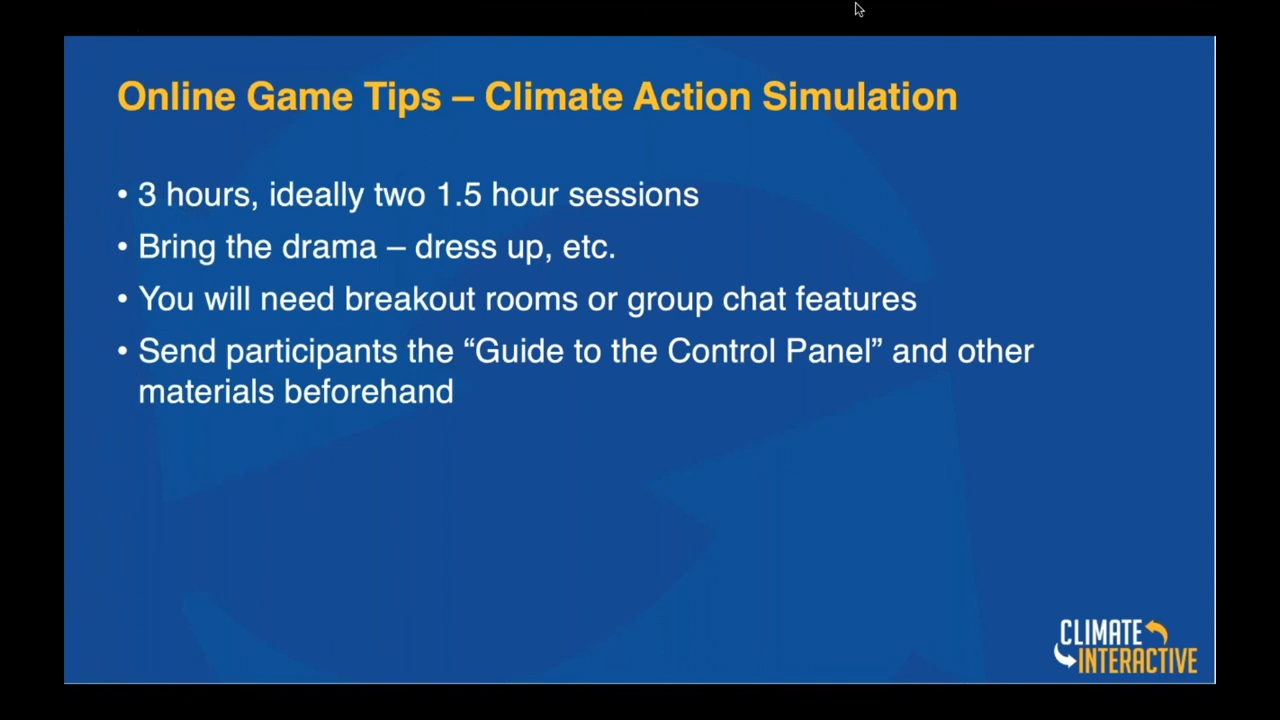 Online Game Tips – Climate Action Simulation
• 3 hours, ideally two 1.5 hour sessions
• Bring the drama – dress up, etc.
• You will need breakout rooms or group chat features
• Send participants the “Guide to the Control Panel” and other
materials beforehand
CLIMATE
INTERACTIVE